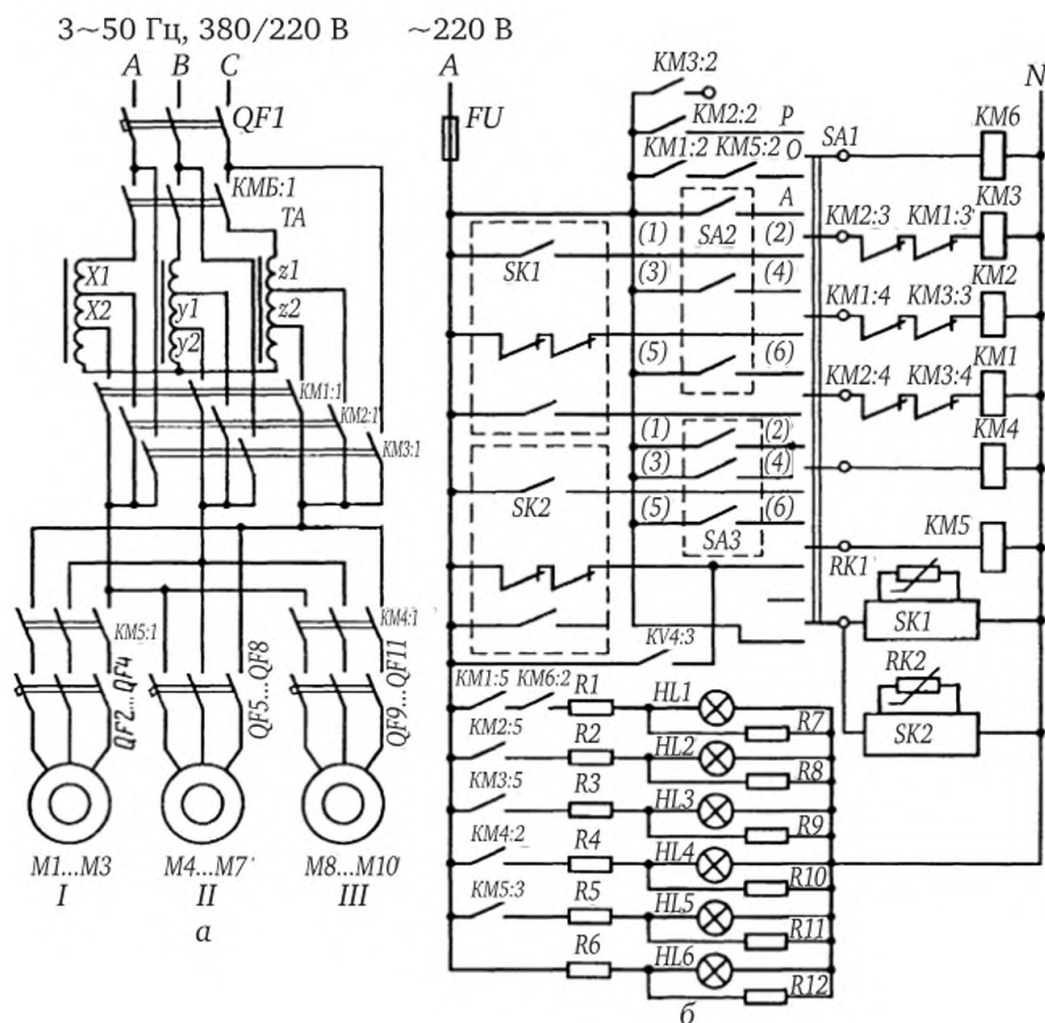 3~50 Гц, 380/220 В
A B C
QF1
КМБ:1
TA
X1
X2
y1
y2
z1
z2
KM1:1
KM2:1
KM3:1
KM5:1
KM4:1
QF2...QF4
QF5...QF8
QF9...QF11
M1...M3 M4...M7 M8...M10
I II III
а
~220 В
A
N
FU
KM3:2
KM2:2 P
KM1:2 KM5:2 O
A
SA1
KM6
SK1
(1) SA2 (2)
KM2:3 KM1:3 KM3
(3) (4)
KM1:4 KM3:3 KM2
(5) (6)
KM2:4 KM3:4 KM1
(1) (2)
KM4
(3) (4)
SK2
(5) (6)
SA3
KM5
RK1
SK1
KV4:3
RK2
SK2
KM1:5 KM6:2 R1 HL1
R7
KM2:5 R2 HL2
R8
KM3:5 R3 HL3
R9
KM4:2 R4 HL4
R10
KM5:3 R5 HL5
R11
R6 HL6
R12
б